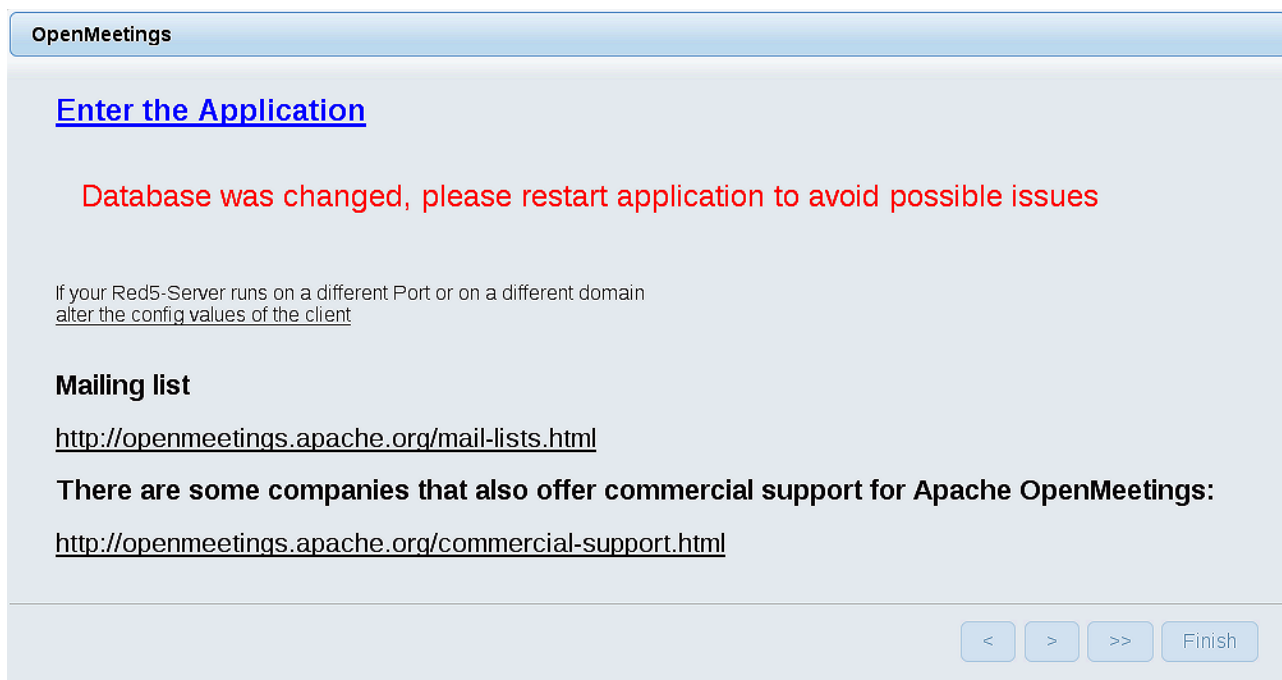 OpenMeetings
Enter the Application
Database was changed, please restart application to avoid possible issues
If your Red5-Server runs on a different Port or on a different domain
alter the config values of the client
Mailing list
http://openmeetings.apache.org/mail-lists.html
There are some companies that also offer commercial support for Apache OpenMeetings:
http://openmeetings.apache.org/commercial-support.html
< > >> Finish